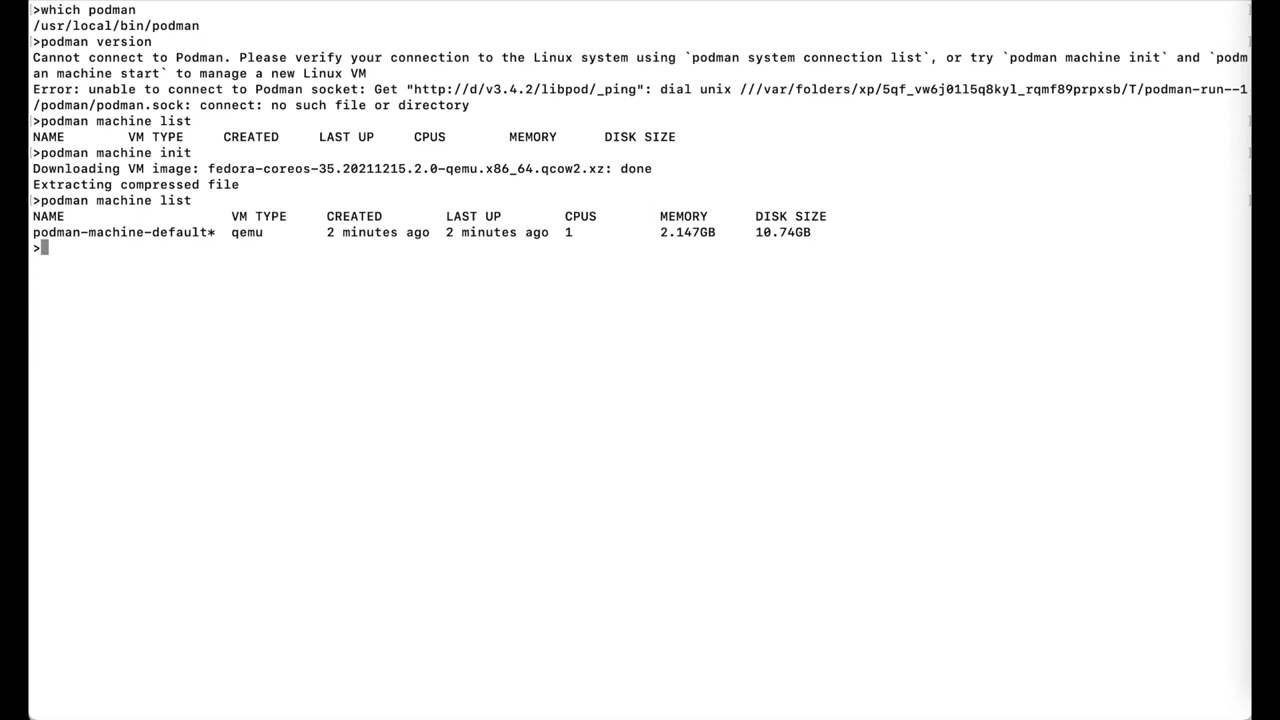 >which podman
/usr/local/bin/podman
>podman version
Cannot connect to Podman. Please verify your connection to the Linux system using `podman system connection list`, or try `podman machine init` and `podm
an machine start` to manage a new Linux VM
Error: unable to connect to Podman socket: Get "http://d/v3.4.2/libpod/_ping": dial unix ///var/folders/xp/5qf_vw6j01l5q8kyl_rqmf89prpxsb/T/podman-run--1
/podman/podman.sock: connect: no such file or directory
>podman machine list
NAME VM TYPE CREATED LAST UP CPUS MEMORY DISK SIZE
>podman machine init
Downloading VM image: fedora-coreos-35.20211215.2.0-qemu.x86_64.qcow2.xz: done
Extracting compressed file
>podman machine list
NAME VM TYPE CREATED LAST UP CPUS MEMORY DISK SIZE
podman-machine-default* qemu 2 minutes ago 2 minutes ago 1 2.147GB 10.74GB
>